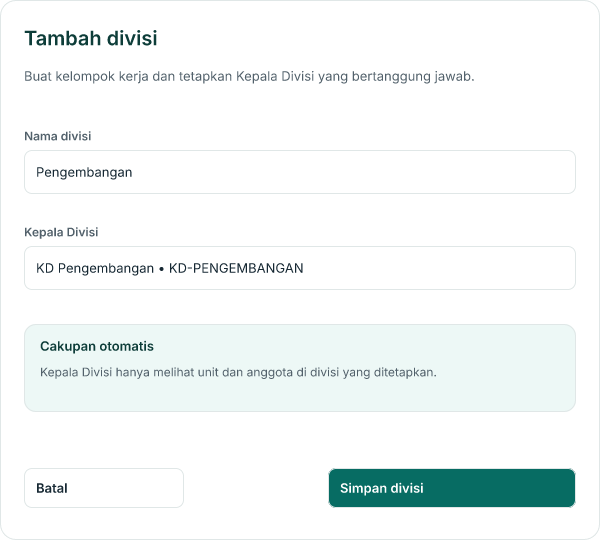 Tambah divisi
Buat kelompok kerja dan tetapkan Kepala Divisi yang bertanggung jawab.
Nama divisi
Pengembangan
Kepala Divisi
KD Pengembangan • KD-PENGEMBANGAN
Cakupan otomatis
Kepala Divisi hanya melihat unit dan anggota di divisi yang ditetapkan.
Batal
Simpan divisi